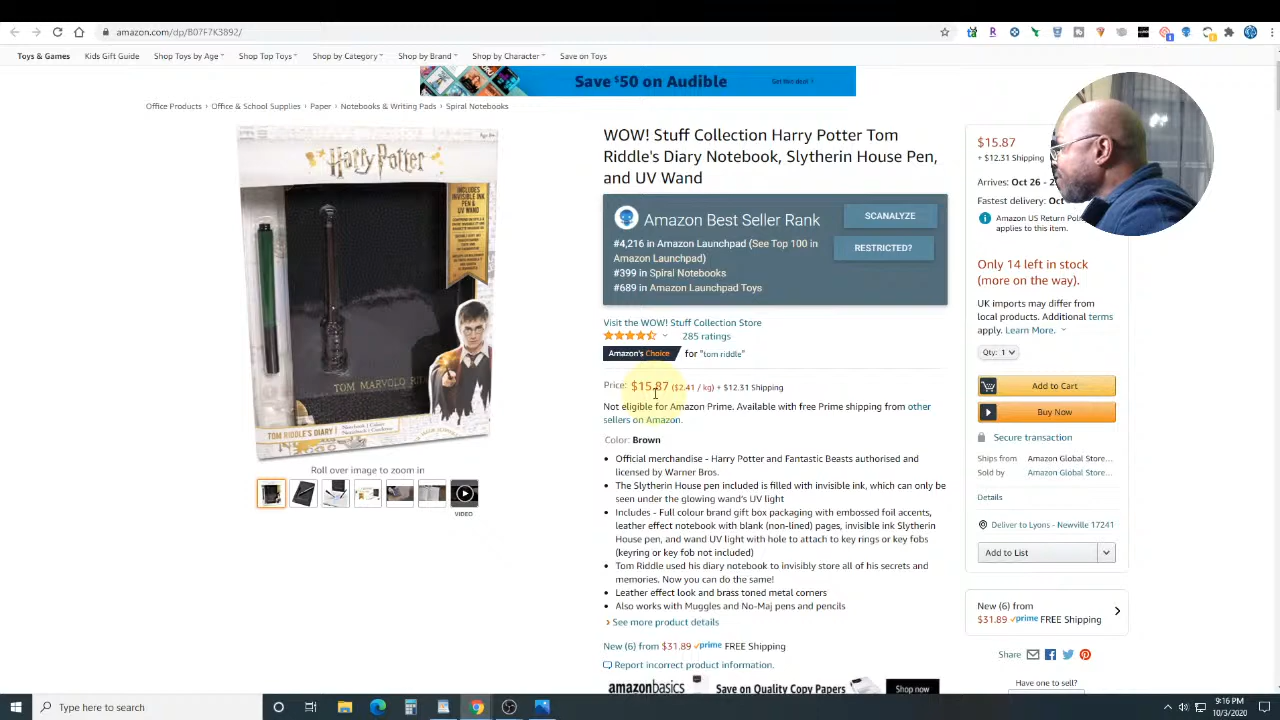 amazon.com/dp/B07F7K3892/
Toys & Games Kids Gift Guide Shop Toys by Age Shop Top Toys Shop by Category Shop by Brand Shop by Character Save on Toys
Save $50 on Audible
Get this deal
Office Products › Office & School Supplies › Paper › Notebooks & Writing Pads › Spiral Notebooks
Harry Potter
INCLUDES
INVISIBLE INK
PEN &
UV WAND
TOM MARVOLO
TOM RIDDLE'S DIARY
Roll over image to zoom in
VIDEO
WOW! Stuff Collection Harry Potter Tom
Riddle's Diary Notebook, Slytherin House Pen,
and UV Wand
Amazon Best Seller Rank
SCANALYZE
#4,216 in Amazon Launchpad (See Top 100 in
Amazon Launchpad)
RESTRICTED?
#399 in Spiral Notebooks
#689 in Amazon Launchpad Toys
Visit the WOW! Stuff Collection Store
285 ratings
Amazon's Choice for "tom riddle"
Price: $15.87 ($2.41 / kg) + $12.31 Shipping
Not eligible for Amazon Prime. Available with free Prime shipping from other
sellers on Amazon.
Color: Brown
• Official merchandise - Harry Potter and Fantastic Beasts authorised and
licensed by Warner Bros.
• The Slytherin House pen included is filled with invisible ink, which can only be
seen under the glowing wand's UV light
• Includes - Full colour brand gift box packaging with embossed foil accents,
leather effect notebook with blank (non-lined) pages, invisible ink Slytherin
House pen, and wand UV light with hole to attach to key rings or key fobs
(keyring or key fob not included)
• Tom Riddle used his diary notebook to invisibly store all of his secrets and
memories. Now you can do the same!
• Leather effect look and brass toned metal corners
• Also works with Muggles and No-Maj pens and pencils
› See more product details
New (6) from $31.89 prime FREE Shipping
Report incorrect product information.
amazonbasics Save on Quality Copy Papers Shop now
$15.87
+ $12.31 Shipping
Arrives: Oct 26 - 2
Fastest delivery: Oct
Amazon US Return Poli
applies to this item.
Only 14 left in stock
(more on the way).
UK imports may differ from
local products. Additional terms
apply. Learn More.
Qty: 1
Add to Cart
Buy Now
Secure transaction
Ships from Amazon Global Store...
Sold by Amazon Global Store...
Details
Deliver to Lyons - Newville 17241
Add to List
New (6) from
$31.89 prime FREE Shipping
Share
Have one to sell?
Type here to search
9:16 PM
10/3/2020